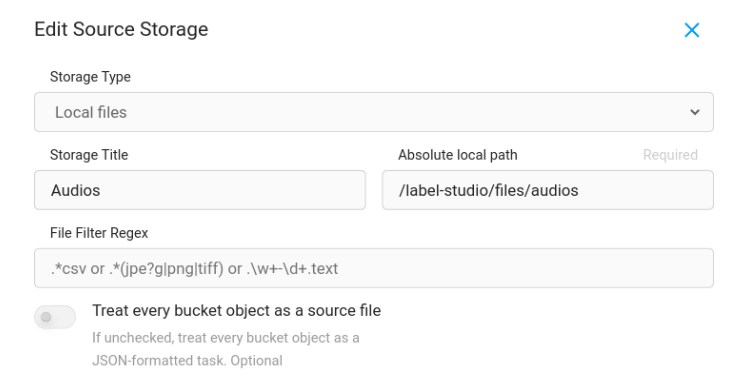 Edit Source Storage
Storage Type
Local files
Storage Title
Absolute local path Required
Audios
/label-studio/files/audios
File Filter Regex
.*csv or .*(jpe?g|png|tiff) or .\w+-\d+.text
Treat every bucket object as a source file
If unchecked, treat every bucket object as a
JSON-formatted task. Optional